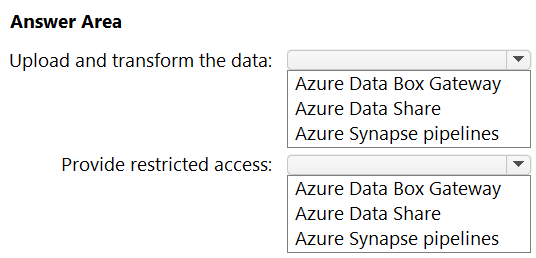 Answer Area
Upload and transform the data:
Azure Data Box Gateway
Azure Data Share
Azure Synapse pipelines
Provide restricted access:
Azure Data Box Gateway
Azure Data Share
Azure Synapse pipelines